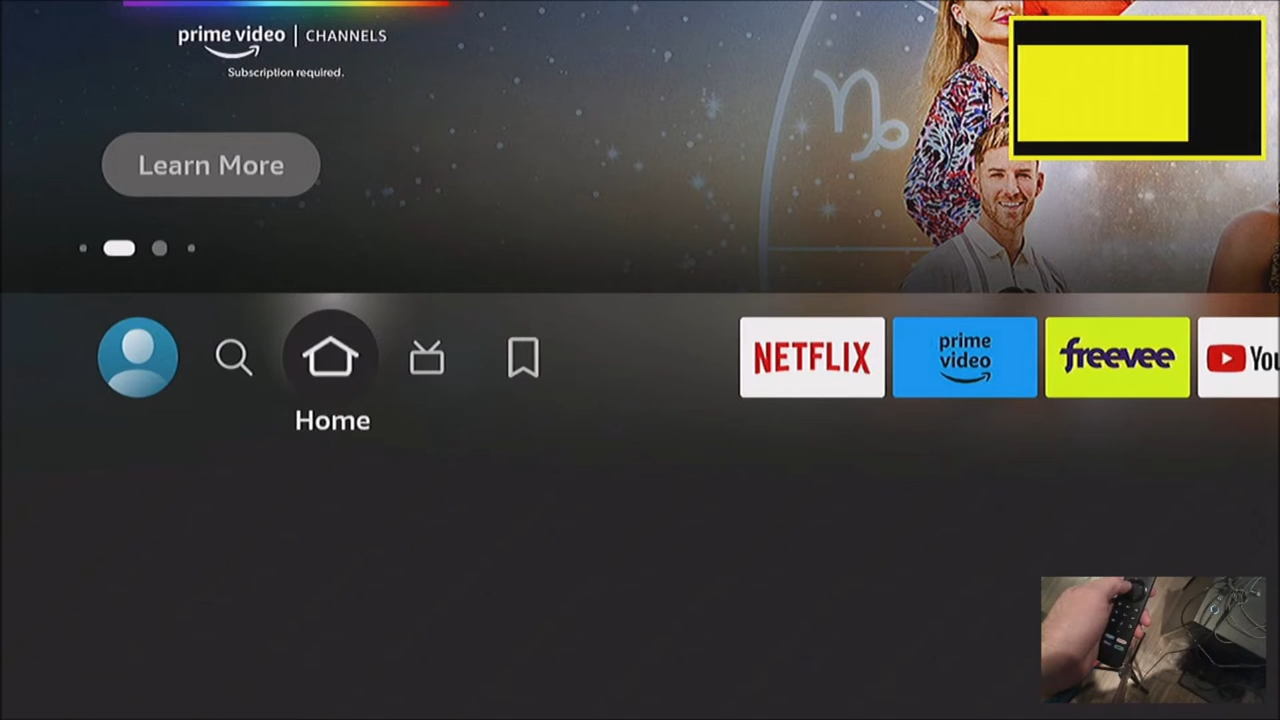 prime video | CHANNELS
Subscription required.
Learn More
NETFLIX
prime video
freevee
You
Home